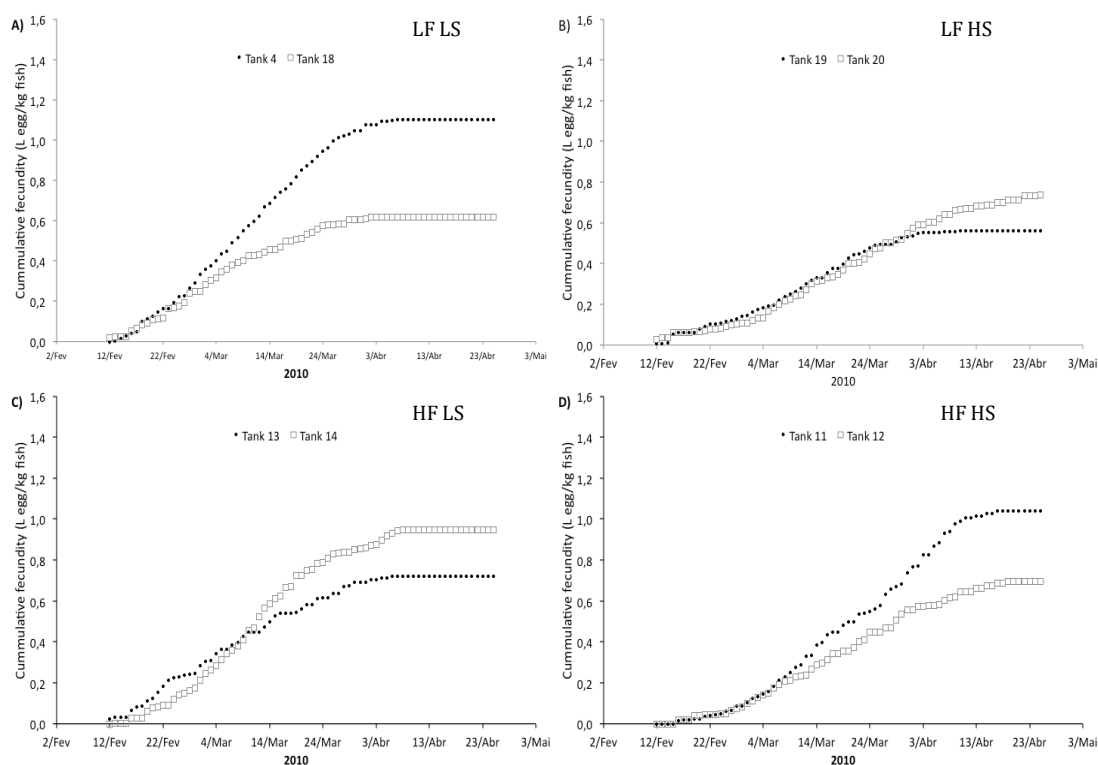 A)
LF LS
Tank 4 Tank 18
Cummulative fecundity (L egg/kg fish)
1,6
1,4
1,2
1,0
0,8
0,6
0,4
0,2
0,0
2/Fev 12/Fev 22/Fev 4/Mar 14/Mar 24/Mar 3/Abr 13/Abr 23/Abr 3/Mai
2010
B)
LF HS
Tank 19 Tank 20
Cummulative fecundity (L egg/kg fish)
1,6
1,4
1,2
1,0
0,8
0,6
0,4
0,2
0,0
2/Fev 12/Fev 22/Fev 4/Mar 14/Mar 24/Mar 3/Abr 13/Abr 23/Abr 3/Mai
2010
C)
HF LS
Tank 13 Tank 14
Cummulative fecundity (L egg/kg fish)
1,6
1,4
1,2
1,0
0,8
0,6
0,4
0,2
0,0
2/Fev 12/Fev 22/Fev 4/Mar 14/Mar 24/Mar 3/Abr 13/Abr 23/Abr 3/Mai
2010
D)
HF HS
Tank 11 Tank 12
Cummulative fecundity (L egg/kg fish)
1,6
1,4
1,2
1,0
0,8
0,6
0,4
0,2
0,0
2/Fev 12/Fev 22/Fev 4/Mar 14/Mar 24/Mar 3/Abr 13/Abr 23/Abr 3/Mai
2010